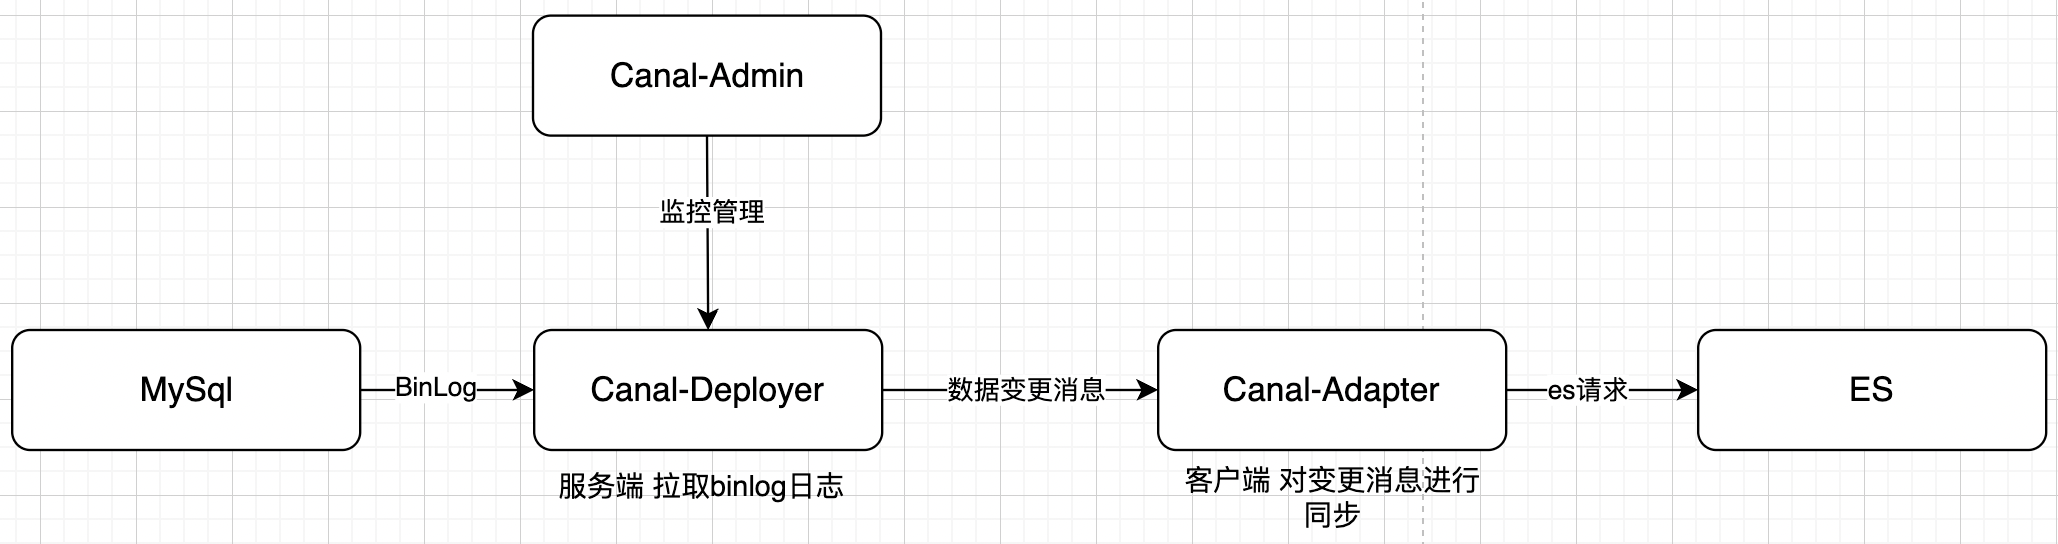 Canal-Admin
监控管理
MySql
BinLog
Canal-Deployer
数据变更消息
Canal-Adapter
es请求
ES
服务端 拉取binlog日志
客户端 对变更消息进行
同步